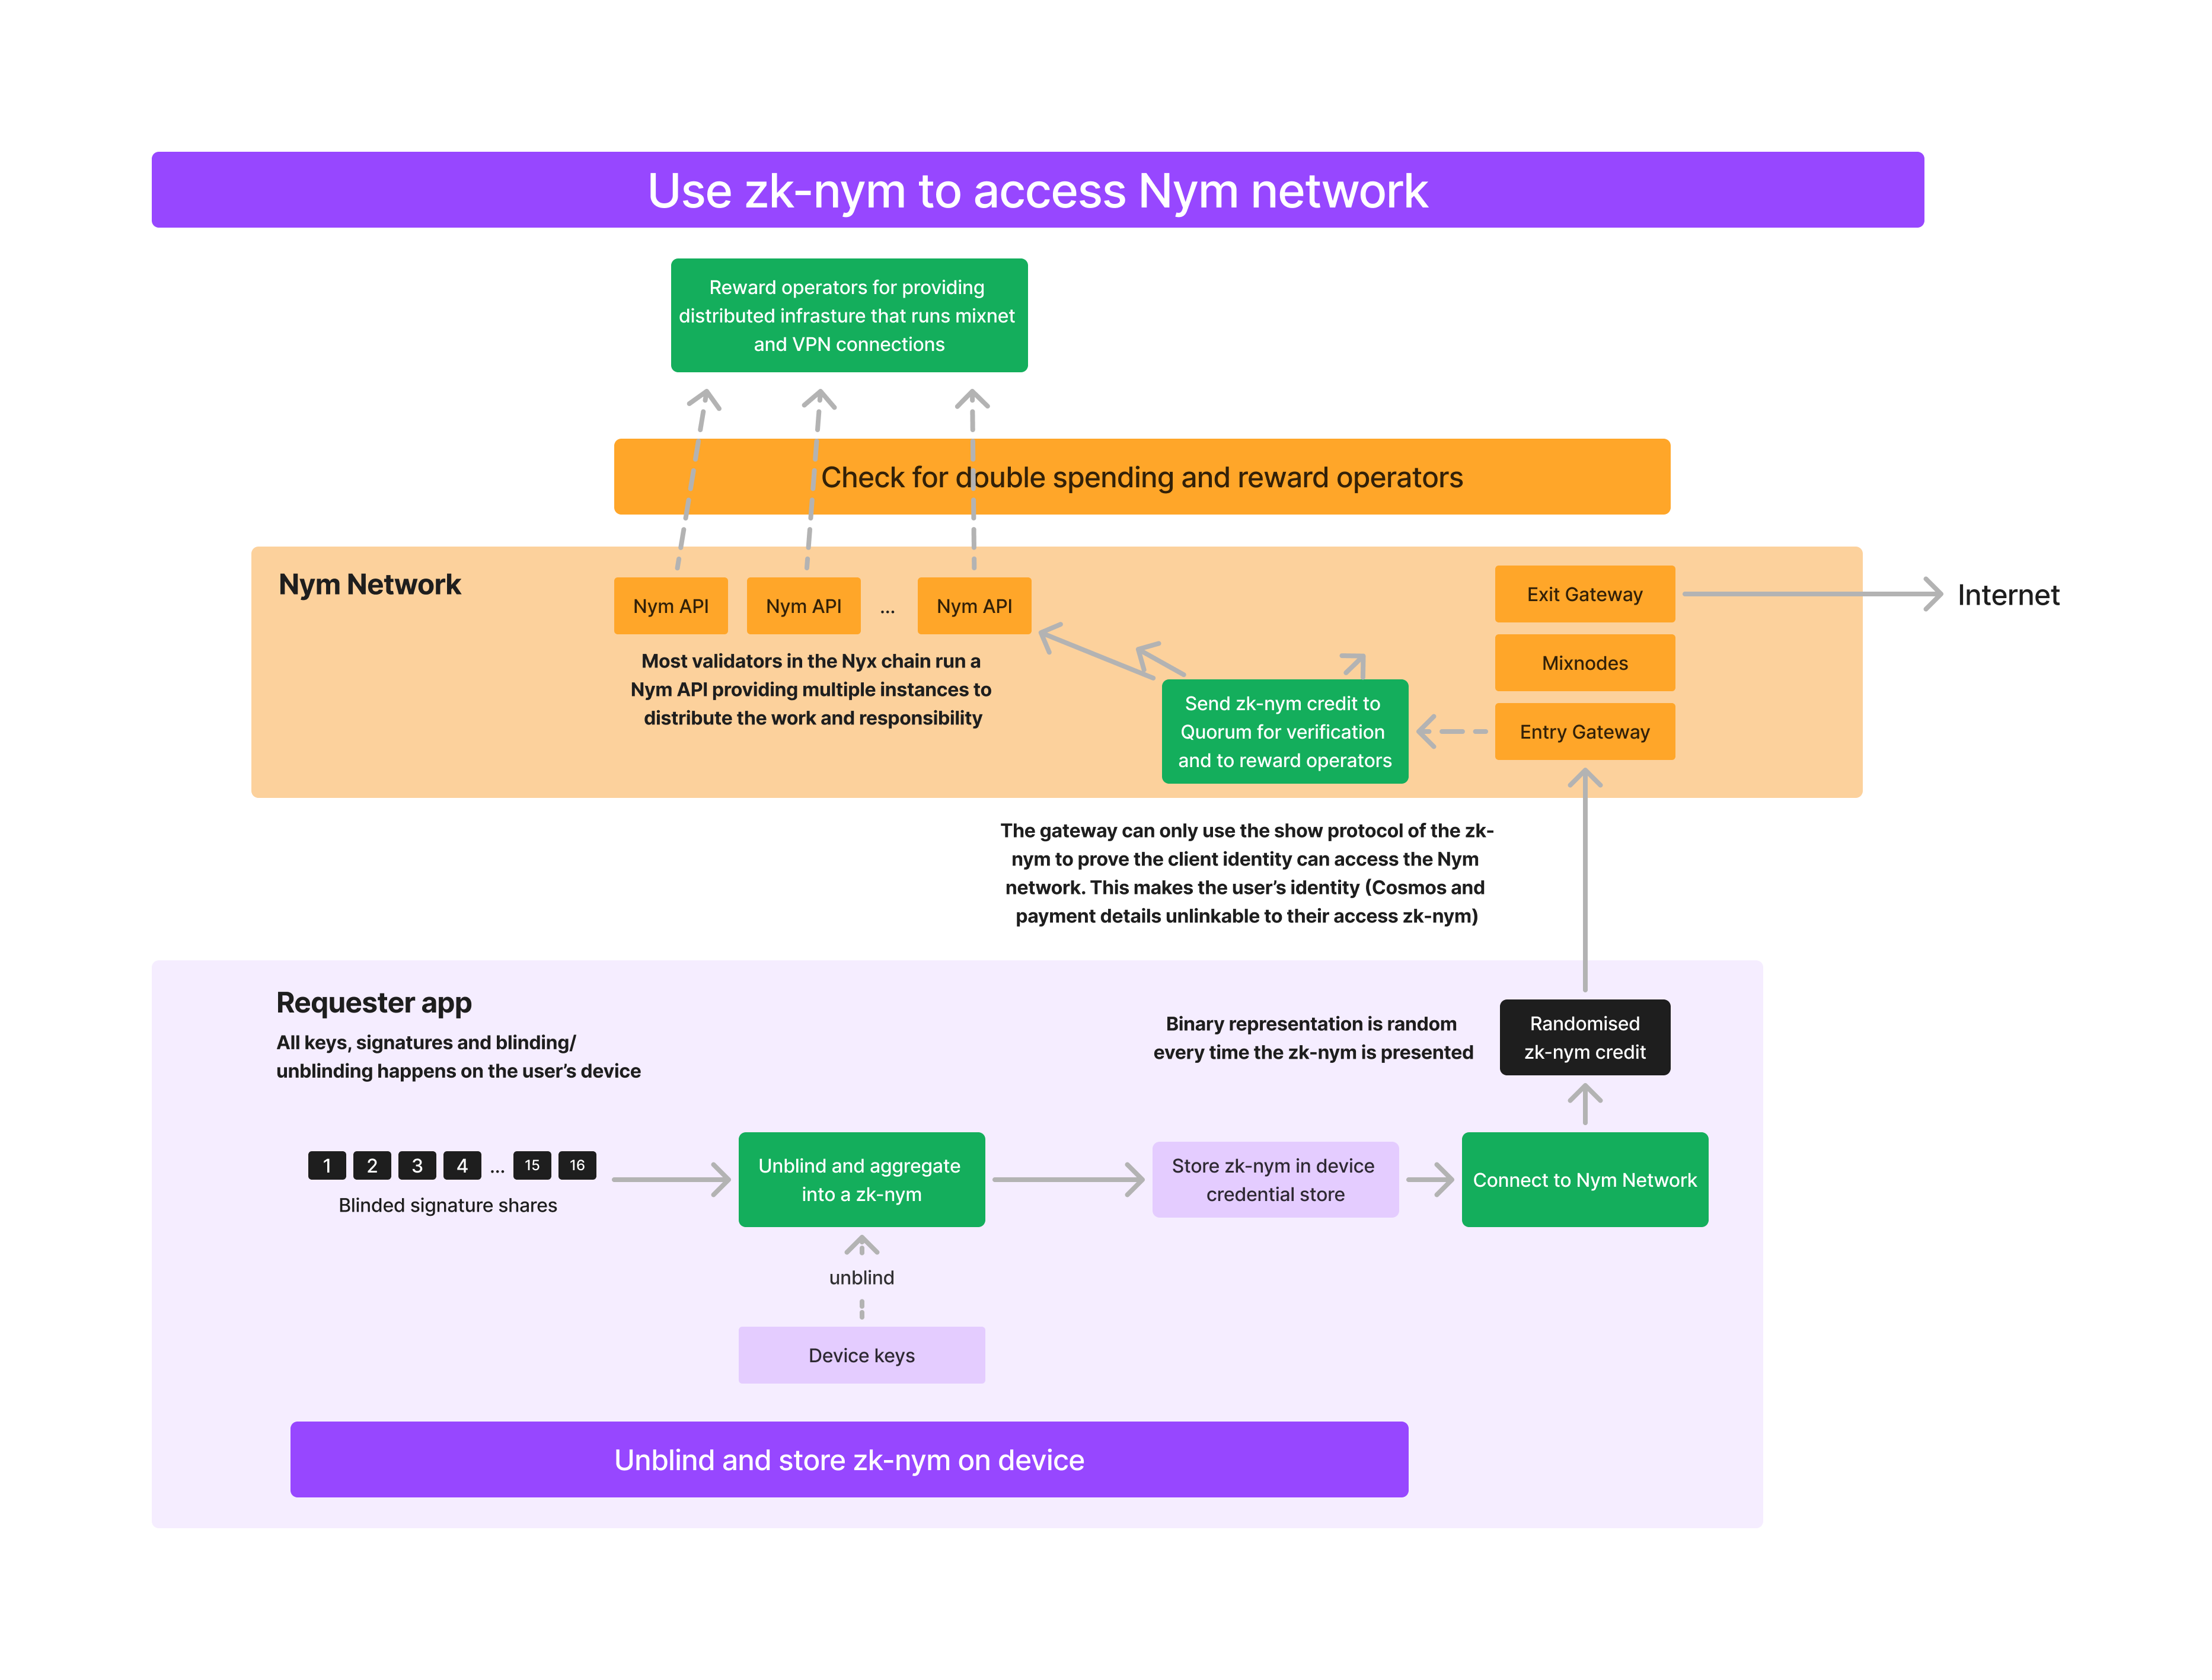 Use zk-nym to access Nym network
Reward operators for providing
distributed infrasture that runs mixnet
and VPN connections
Check for double spending and reward operators
Nym Network
Nym API
Nym API
...
Nym API
Most validators in the Nyx chain run a
Nym API providing multiple instances to
distribute the work and responsibility
Send zk-nym credit to
Quorum for verification
and to reward operators
Exit Gateway
Mixnodes
Entry Gateway
Internet
The gateway can only use the show protocol of the zk-
nym to prove the client identity can access the Nym
network. This makes the user’s identity (Cosmos and
payment details unlinkable to their access zk-nym)
Requester app
All keys, signatures and blinding/
unblinding happens on the user’s device
Binary representation is random
every time the zk-nym is presented
Randomised
zk-nym credit
1 2 3 4 ... 15 16
Blinded signature shares
Unblind and aggregate
into a zk-nym
Store zk-nym in device
credential store
Connect to Nym Network
unblind
Device keys
Unblind and store zk-nym on device